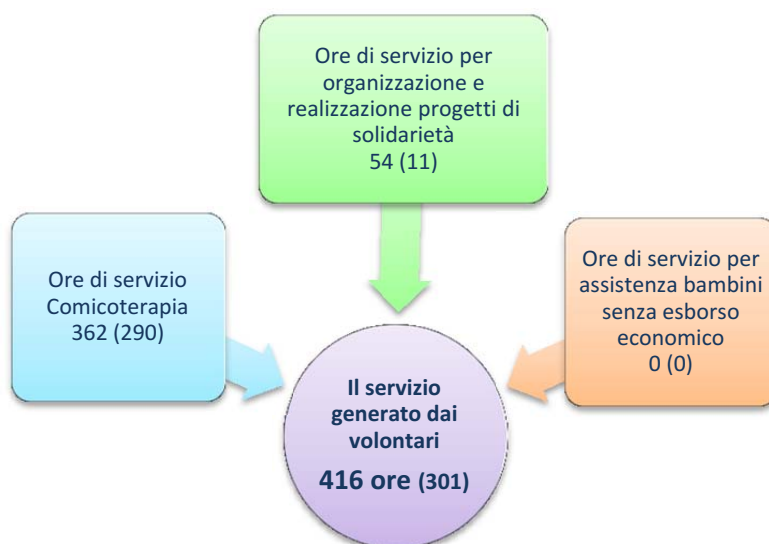 Ore di servizio per
organizzazione e
realizzazione progetti di
solidarietà
54 (11)
Ore di servizio
Comicoterapia
362 (290)
Ore di servizio per
assistenza bambini
senza esborso
economico
0 (0)
Il servizio
generato dai
volontari
416 ore (301)